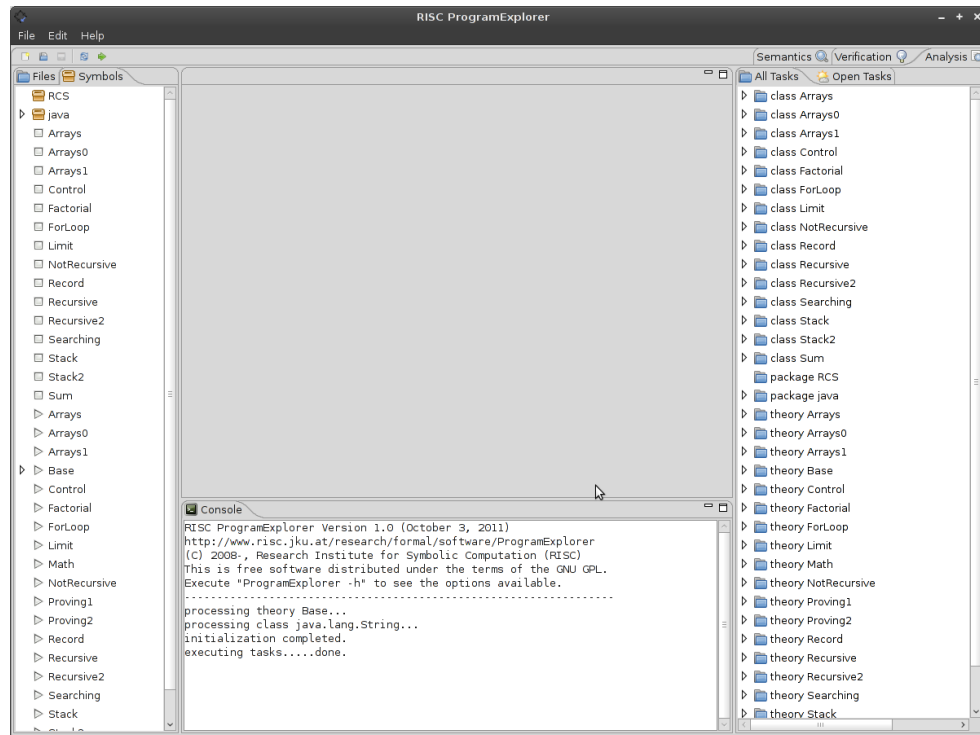 RISC ProgramExplorer
File Edit Help
Semantics Verification Analysis
Files Symbols
RCS
java
Arrays
Arrays0
Arrays1
Control
Factorial
ForLoop
Limit
NotRecursive
Record
Recursive
Recursive2
Searching
Stack
Stack2
Sum
Arrays
Arrays0
Arrays1
Base
Control
Factorial
ForLoop
Limit
Math
NotRecursive
Proving1
Proving2
Record
Recursive
Recursive2
Searching
Stack
Console
RISC ProgramExplorer Version 1.0 (October 3, 2011)
http://www.risc.jku.at/research/formal/software/ProgramExplorer
(C) 2008-, Research Institute for Symbolic Computation (RISC)
This is free software distributed under the terms of the GNU GPL.
Execute "ProgramExplorer -h" to see the options available.
---------------------------------------------------------------
processing theory Base...
processing class java.lang.String...
initialization completed.
executing tasks.....done.
All Tasks Open Tasks
class Arrays
class Arrays0
class Arrays1
class Control
class Factorial
class ForLoop
class Limit
class NotRecursive
class Record
class Recursive
class Recursive2
class Searching
class Stack
class Stack2
class Sum
package RCS
package java
theory Arrays
theory Arrays0
theory Arrays1
theory Base
theory Control
theory Factorial
theory ForLoop
theory Limit
theory Math
theory NotRecursive
theory Proving1
theory Proving2
theory Record
theory Recursive
theory Recursive2
theory Searching
theory Stack